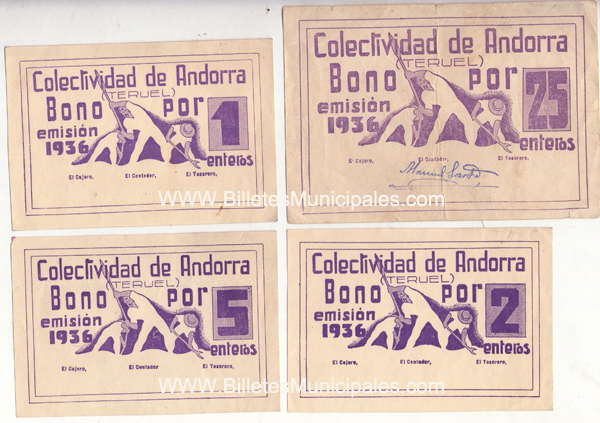 Colectividad de Andorra
(TERUEL)
Bono por 1
emisión
1936 enteros
El Cajero, El Contador, El Tesorero,
Colectividad de Andorra
(TERUEL)
Bono por 25
emisión
1936 enteros
El Cajero, El Contador, El Tesorero,
Manuel
www.BilletesMunicipales.com
Colectividad de Andorra
(TERUEL)
Bono por 5
emisión
1936 enteros
El Cajero, El Contador El Tesorero,
Colectividad de Andorra
(TERUEL)
Bono por 2
emisión
1936 enteros
El Cajero, El Contador, El Tesorero,
www.BilletesMunicipales.com